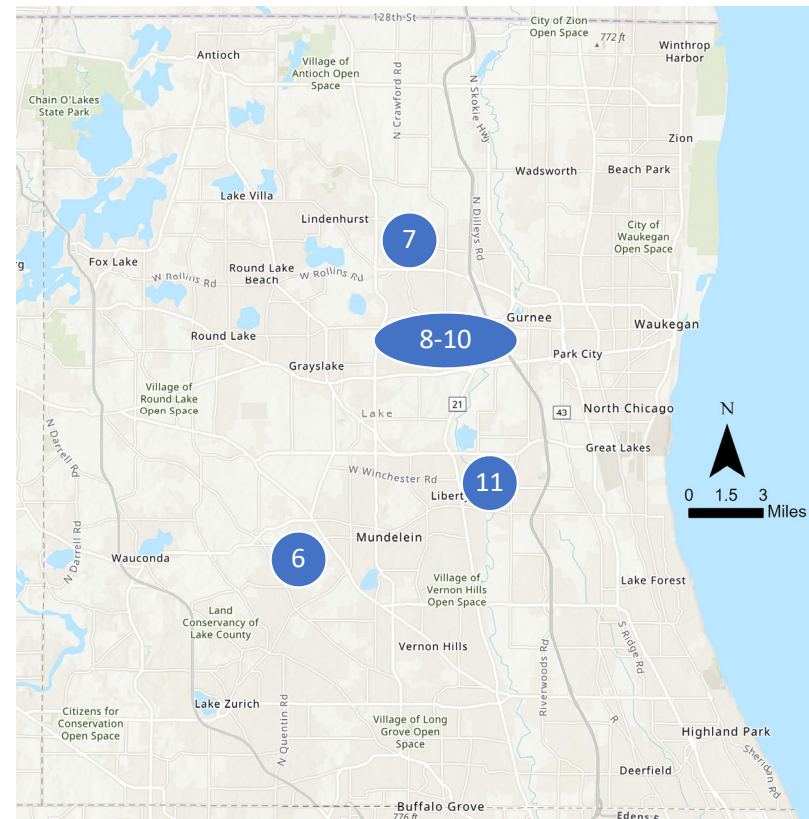 128th St
City of Zion
Open Space
772 ft
Winthrop
Harbor
Antioch
Village of
Antioch Open
Space
N Crawford Rd
N Skokie Hwy
Chain O'Lakes
State Park
Zion
Wadsworth
Beach Park
Lake Villa
Lindenhurst
N Dilleys Rd
City of
Waukegan
Open Space
7
Fox Lake
rg
Round Lake
Beach
W Rollins Rd
W Rollins Rd
Gurnee
Waukegan
8-10
Round Lake
Park City
Grayslake
Village of
Round Lake
Open Space
Lake
21
43
North Chicago
N
Great Lakes
N Darrell Rd
W Winchester Rd
11
Liberty
0 1.5 3
Miles
Mundelein
Wauconda
6
N Darrell Rd
Village of
Vernon Hills
Open Space
Lake Forest
Land
Conservancy of
Lake County
S Ridge Rd
Vernon Hills
Riverwoods Rd
Lake Zurich
N Quentin Rd
Citizens for
Conservation
Open Space
Village of Long
Grove Open
Space
R
Highland Park
Sheridan Rd
Deerfield
Buffalo Grove
776 ft
Edens E